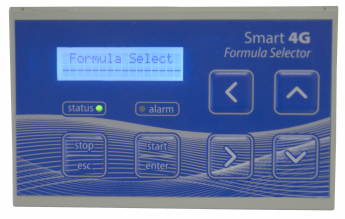 Smart 4G
Formula Selector
Formula Select
status
alarm
stop
esc
start
enter